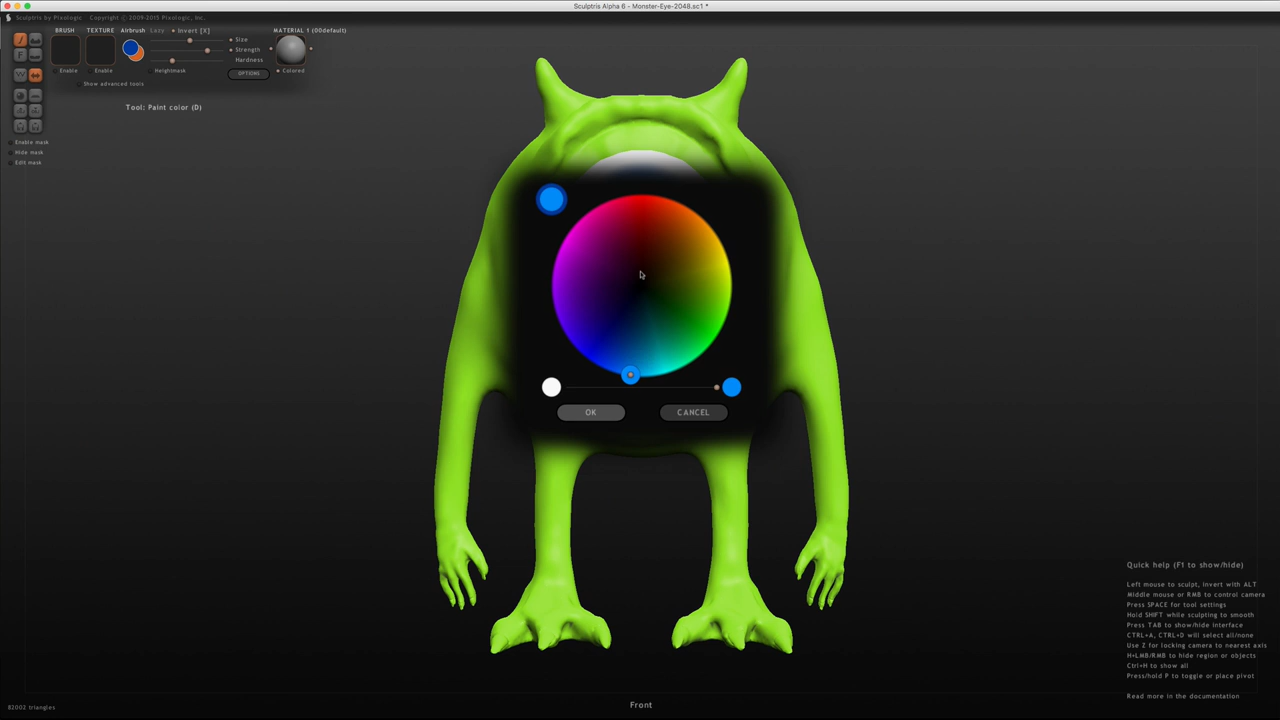 Sculptris Alpha 6 - Monster-Eye-2048.sc1 *
Sculptris by Pixologic Copyright ©2009-2015 Pixologic, Inc.
BRUSH TEXTURE Airbrush Lazy Invert [X] MATERIAL 1 (00default)
Size
Strength
Hardness
Enable Enable Heightmask OPTIONS Colored
Show advanced tools
Tool: Paint color (D)
F
W
Enable mask
Hide mask
Edit mask
OK CANCEL
Quick help (F1 to show/hide)
Left mouse to sculpt, invert with ALT
Middle mouse or RMB to control camera
Press SPACE for tool settings
Hold SHIFT while sculpting to smooth
Press TAB to show/hide interface
CTRL+A, CTRL+D will select all/none
Use Z for locking camera to nearest axis
H+LMB/RMB to hide region or objects
Ctrl+H to show all
Press/hold P to toggle or place pivot
Read more in the documentation
Front
82002 triangles